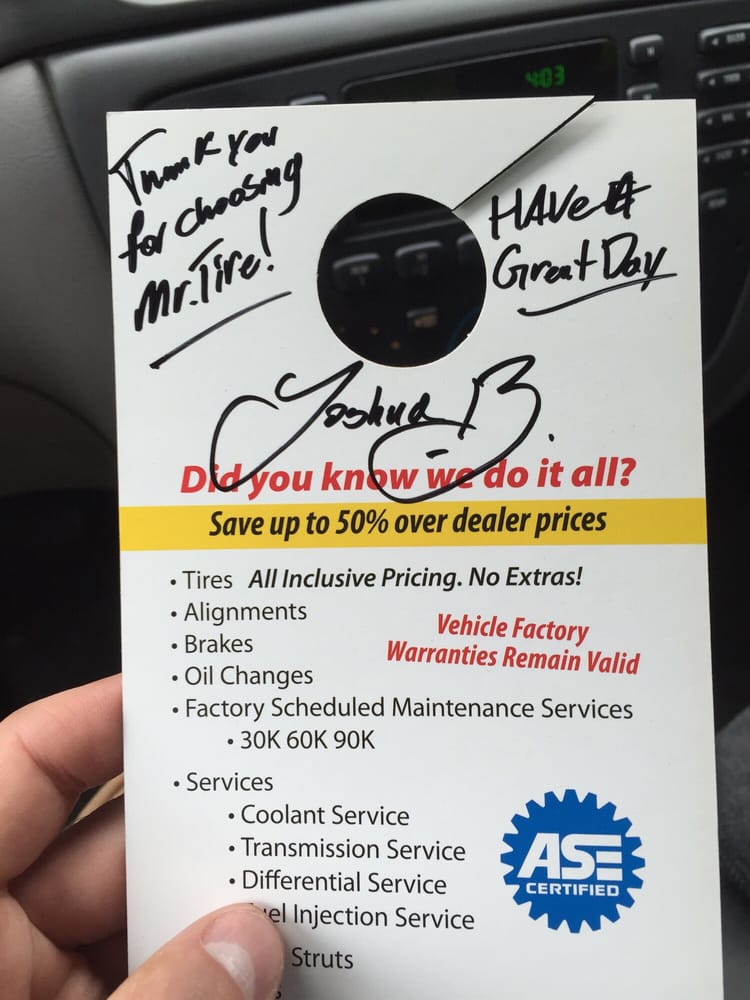 403
Thank you
for choosing
Mr. Tire!
HAVE A
Great Day
Joshua B.
Did you know we do it all?
Save up to 50% over dealer prices
• Tires All Inclusive Pricing. No Extras!
• Alignments
• Brakes
• Oil Changes
Vehicle Factory
Warranties Remain Valid
• Factory Scheduled Maintenance Services
• 30K 60K 90K
• Services
• Coolant Service
• Transmission Service
• Differential Service
Injection Service
Struts
ASE
CERTIFIED